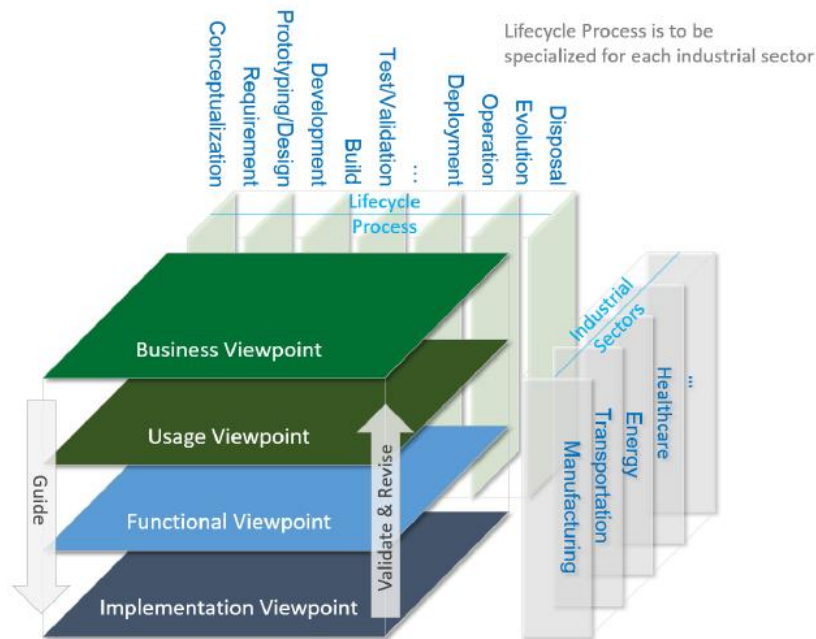 Lifecycle Process is to be
specialized for each industrial sector
Conceptualization
Requirement
Prototyping/Design
Development
Build
Test/Validation
...
Deployment
Operation
Evolution
Disposal
Lifecycle
Process
Business Viewpoint
Usage Viewpoint
Functional Viewpoint
Implementation Viewpoint
Guide
Validate & Revise
Industrial
Sectors
Manufacturing
Transportation
Energy
Healthcare
...